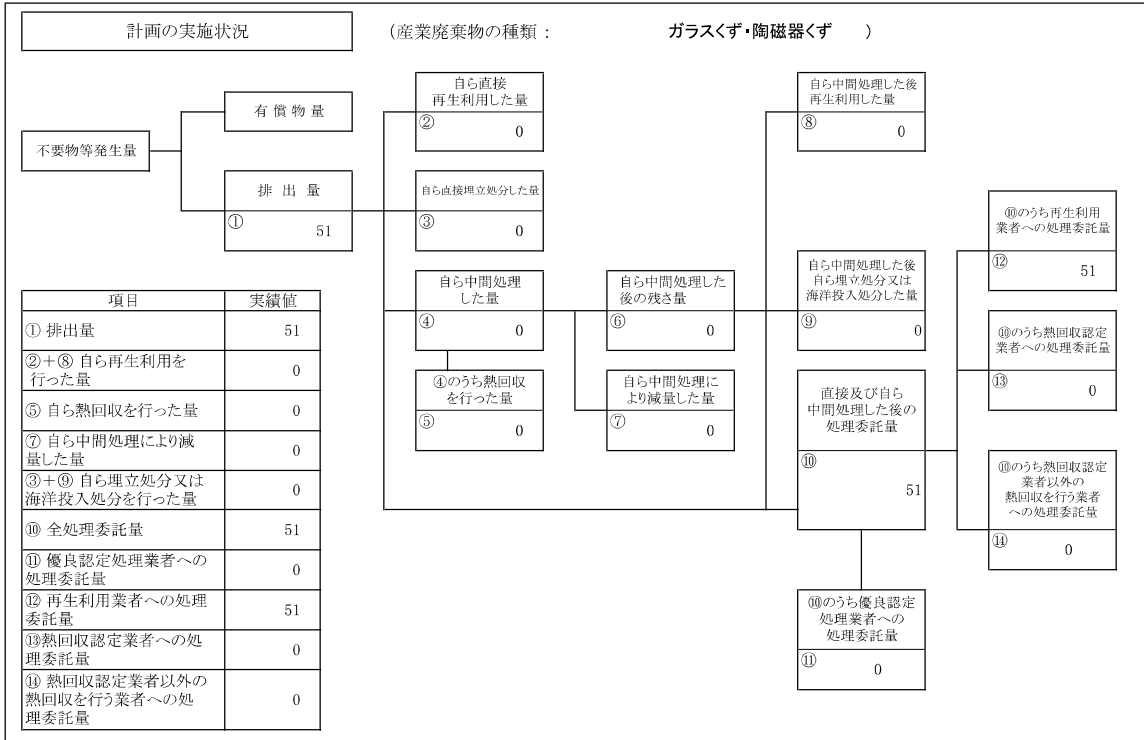 計画の実施状況
（産業廃棄物の種類： ガラスくず・陶磁器くず ）
不要物等発生量
有償物量
排出量
①
51
自ら直接
再生利用した量
②
0
自ら直接埋立処分した量
③
0
自ら中間処理
した量
④
0
④のうち熱回収
を行った量
⑤
0
自ら中間処理した
後の残さ量
⑥
0
自ら中間処理に
より減量した量
⑦
0
自ら中間処理した後
再生利用した量
⑧
0
自ら中間処理した後
自ら埋立処分又は
海洋投入処分した量
⑨
0
直接及び自ら
中間処理した後の
処理委託量
⑩
51
⑩のうち優良認定
処理業者への
処理委託量
⑪
0
⑩のうち再生利用
業者への処理委託量
⑫
51
⑩のうち熱回収認定
業者への処理委託量
⑬
0
⑩のうち熱回収認定
業者以外の
熱回収を行う業者
への処理委託量
⑭
0
項目 実績値
① 排出量 51
②＋⑧ 自ら再生利用を
行った量 0
⑤ 自ら熱回収を行った量 0
⑦ 自ら中間処理により減
量した量 0
③＋⑨ 自ら埋立処分又は
海洋投入処分を行った量 0
⑩ 全処理委託量 51
⑪ 優良認定処理業者への
処理委託量 0
⑫ 再生利用業者への処理
委託量 51
⑬熱回収認定業者への処
理委託量 0
⑭ 熱回収認定業者以外の
熱回収を行う業者への処
理委託量 0